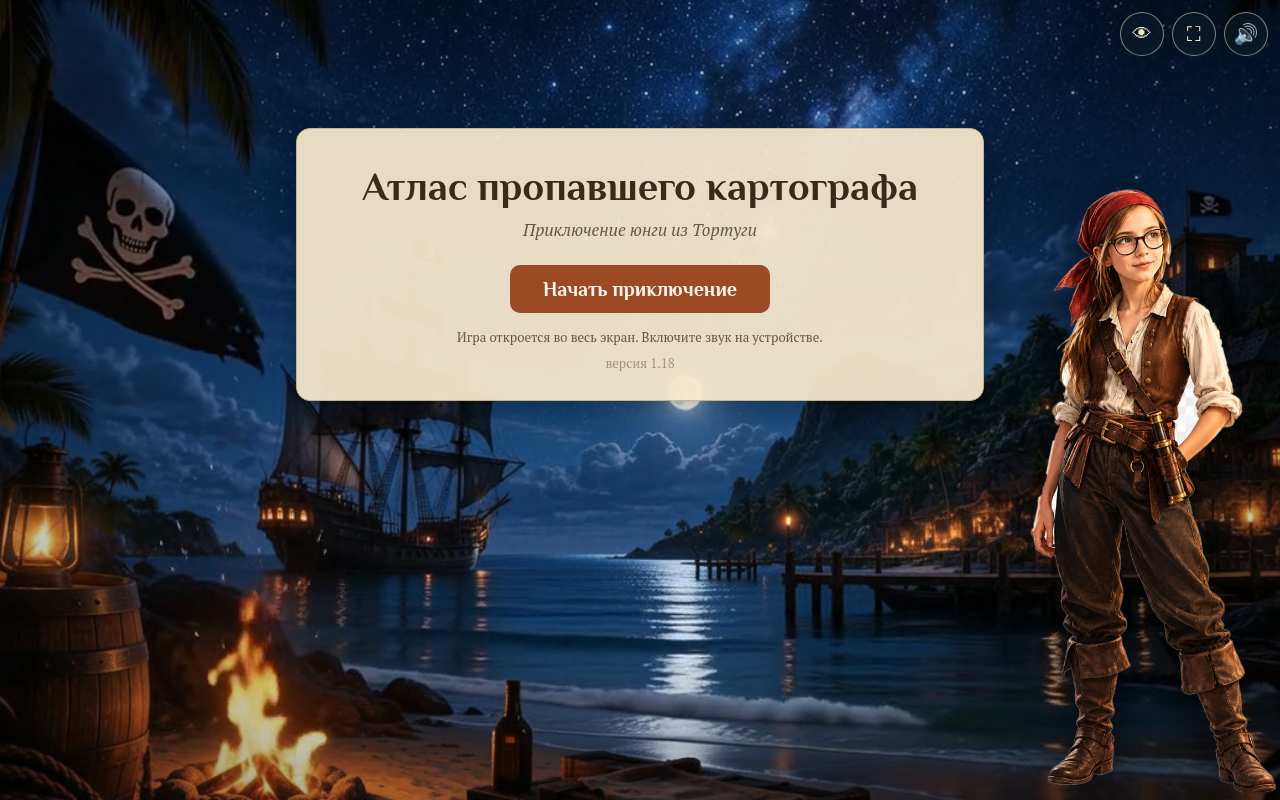 Атлас пропавшего картографа
Приключение юнги из Тортуги
Начать приключение
Игра откроется во весь экран. Включите звук на устройстве.
версия 1.18